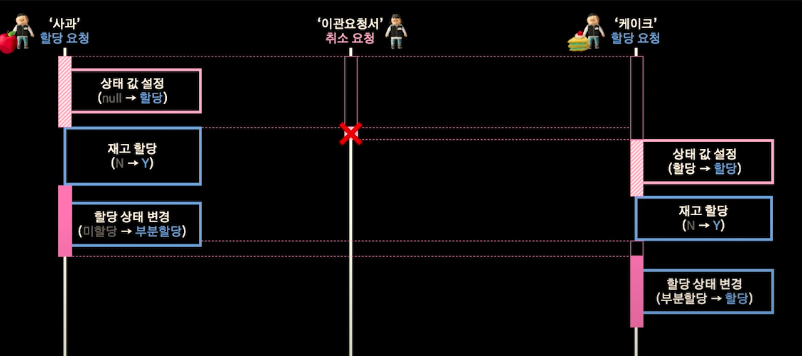 ‘사과’
할당 요청
‘이관요청서’
취소 요청
‘케이크’
할당 요청
상태 값 설정
(null → 할당)
재고 할당
(N → Y)
상태 값 설정
(할당 → 할당)
할당 상태 변경
(미할당 → 부분할당)
재고 할당
(N → Y)
할당 상태 변경
(부분할당 → 할당)